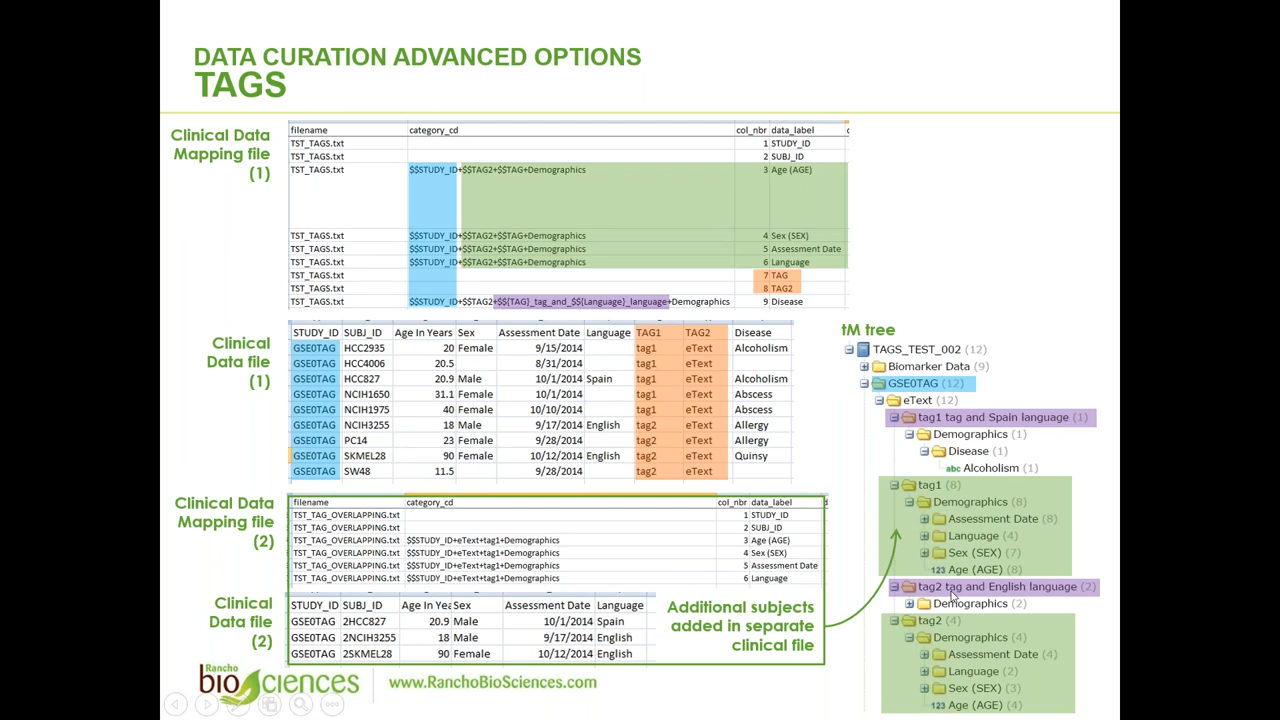 DATA CURATION ADVANCED OPTIONS
TAGS
Clinical Data
Mapping file
(1)
filename category_cd col_nbr data_label
TST_TAGS.txt 1 STUDY_ID
TST_TAGS.txt 2 SUBJ_ID
TST_TAGS.txt $$STUDY_ID+$$TAG2+$$TAG+Demographics 3 Age (AGE)
TST_TAGS.txt $$STUDY_ID+$$TAG2+$$TAG+Demographics 4 Sex (SEX)
TST_TAGS.txt $$STUDY_ID+$$TAG2+$$TAG+Demographics 5 Assessment Date
TST_TAGS.txt $$STUDY_ID+$$TAG2+$$TAG+Demographics 6 Language
TST_TAGS.txt 7 TAG
TST_TAGS.txt 8 TAG2
TST_TAGS.txt $$STUDY_ID+$$TAG2+$${TAG}_tag_and_$${Language}_language+Demographics 9 Disease
Clinical
Data file
(1)
STUDY_ID SUBJ_ID Age In Years Sex Assessment Date Language TAG1 TAG2 Disease
GSE0TAG HCC2935 20 Female 9/15/2014 tag1 eText Alcoholism
GSE0TAG HCC4006 20.5 8/31/2014 tag1 eText
GSE0TAG HCC827 20.9 Male 10/1/2014 Spain tag1 eText Alcoholism
GSE0TAG NCIH1650 31.1 Female 10/1/2014 tag1 eText Abscess
GSE0TAG NCIH1975 40 Female 10/10/2014 tag1 eText Abscess
GSE0TAG NCIH3255 18 Male 9/17/2014 English tag2 eText Allergy
GSE0TAG PC14 23 Female 9/28/2014 tag2 eText Allergy
GSE0TAG SKMEL28 90 Female 10/12/2014 English tag2 eText Quinsy
GSE0TAG SW48 11.5 9/28/2014 tag2 eText
Clinical Data
Mapping file
(2)
filename category_cd col_nbr data_label
TST_TAG_OVERLAPPING.txt 1 STUDY_ID
TST_TAG_OVERLAPPING.txt 2 SUBJ_ID
TST_TAG_OVERLAPPING.txt $$STUDY_ID+eText+tag1+Demographics 3 Age (AGE)
TST_TAG_OVERLAPPING.txt $$STUDY_ID+eText+tag1+Demographics 4 Sex (SEX)
TST_TAG_OVERLAPPING.txt $$STUDY_ID+eText+tag1+Demographics 5 Assessment Date
TST_TAG_OVERLAPPING.txt $$STUDY_ID+eText+tag1+Demographics 6 Language
Clinical
Data file
(2)
STUDY_ID SUBJ_ID Age In Yea Sex Assessment Date Language
GSE0TAG 2HCC827 20.9 Male 10/1/2014 Spain
GSE0TAG 2NCIH3255 18 Male 9/17/2014 English
GSE0TAG 2SKMEL28 90 Female 10/12/2014 English
Additional subjects
added in separate
clinical file
tM tree
TAGS_TEST_002 (12)
Biomarker Data (9)
GSE0TAG (12)
eText (12)
tag1 tag and Spain language (1)
Demographics (1)
Disease (1)
abc Alcoholism (1)
tag1 (8)
Demographics (8)
Assessment Date (8)
Language (4)
Sex (SEX) (7)
123 Age (AGE) (8)
tag2 tag and English language (2)
Demographics (2)
tag2 (4)
Demographics (4)
Assessment Date (4)
Language (2)
Sex (SEX) (3)
123 Age (AGE) (4)
Rancho
bioSciences
www.RanchoBioSciences.com